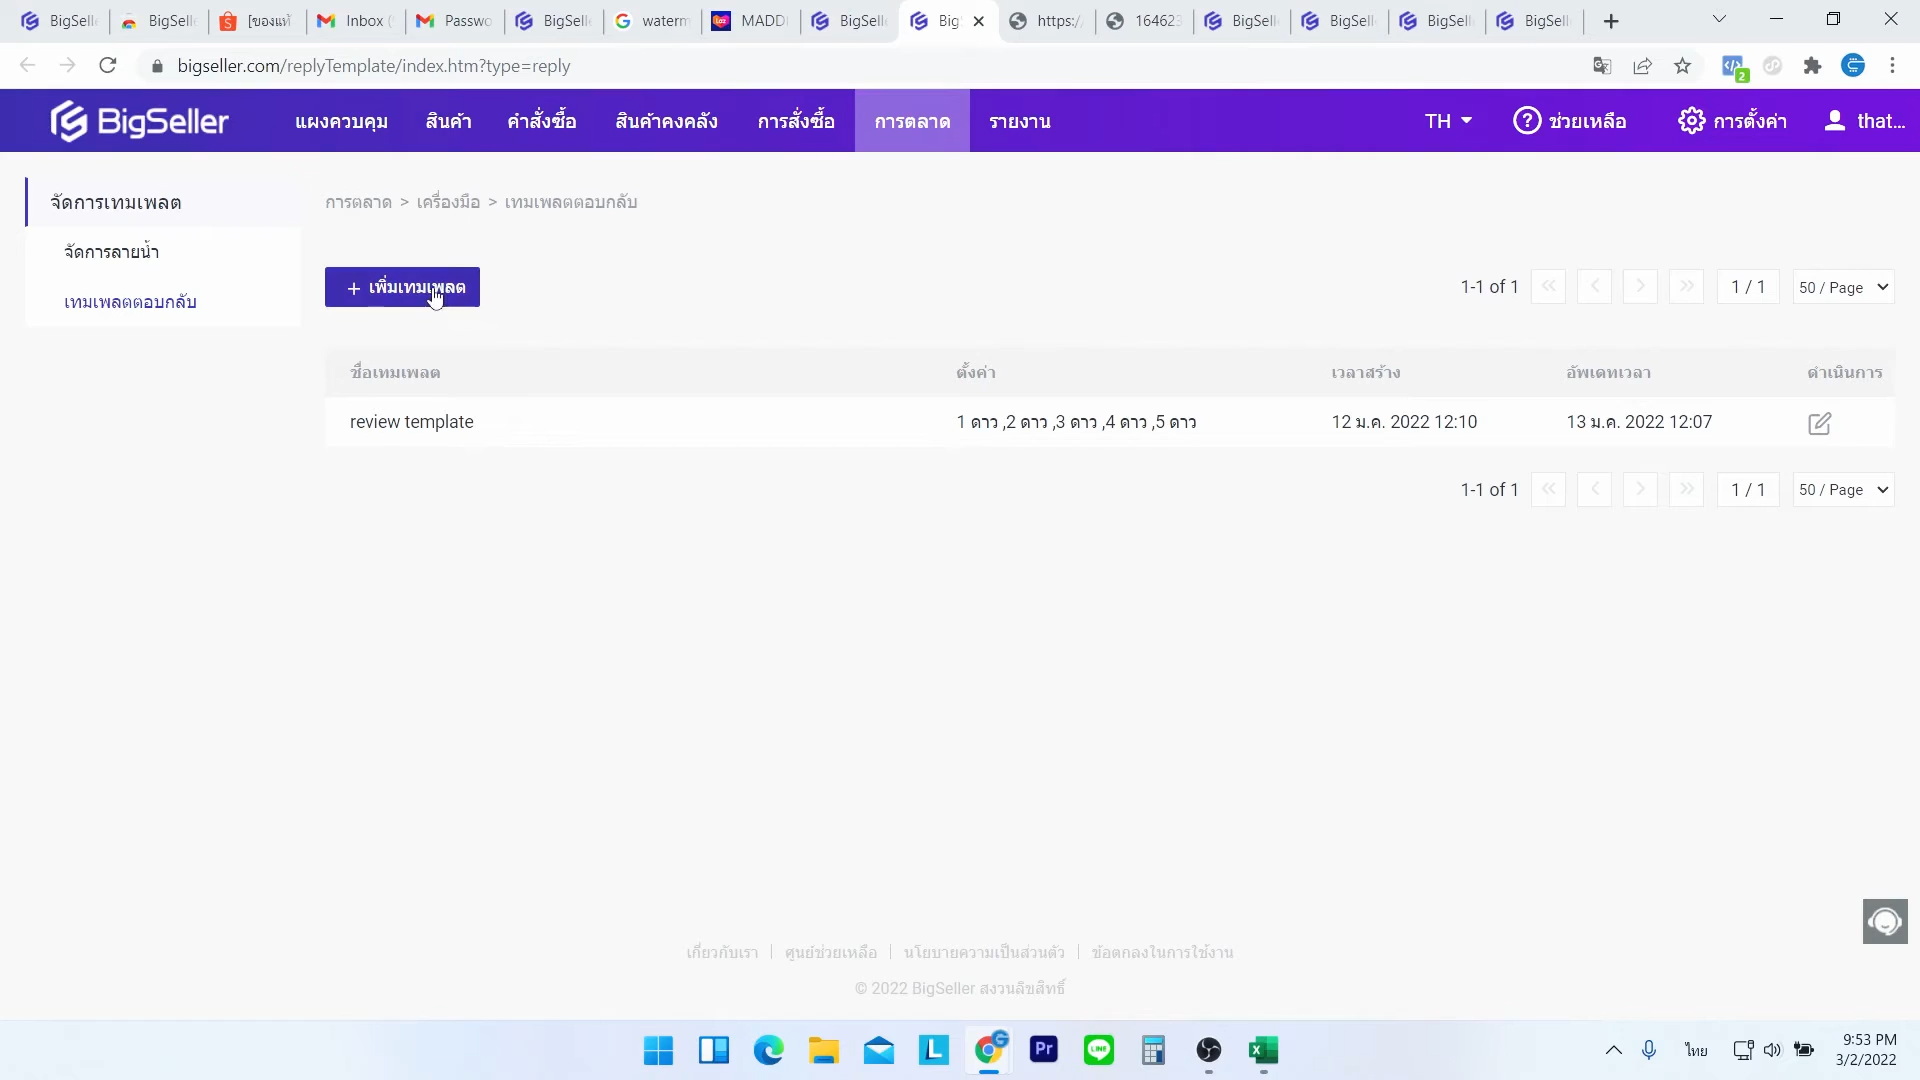 BigSelle
BigSelle
[ของแท้
Inbox (
Passwo
BigSelle
waterm
MADDI
BigSelle
Big
https:/
164623
BigSelle
BigSelle
BigSelle
BigSelle
bigseller.com/replyTemplate/index.htm?type=reply
2
BigSeller แผงควบคุม สินค้า คำสั่งซื้อ สินค้าคงคลัง การสั่งซื้อ การตลาด รายงาน TH ช่วยเหลือ การตั้งค่า that...
จัดการเทมเพลต
จัดการลายน้ำ
เทมเพลตตอบกลับ
การตลาด > เครื่องมือ > เทมเพลตตอบกลับ
+ เพิ่มเทมเพลต
1-1 of 1 « < > » 1 / 1 50 / Page
ชื่อเทมเพลต ตั้งค่า เวลาสร้าง อัพเดทเวลา ดำเนินการ
review template 1 ดาว ,2 ดาว ,3 ดาว ,4 ดาว ,5 ดาว 12 ม.ค. 2022 12:10 13 ม.ค. 2022 12:07
1-1 of 1 « < > » 1 / 1 50 / Page
เกี่ยวกับเรา | ศูนย์ช่วยเหลือ | นโยบายความเป็นส่วนตัว | ข้อตกลงในการใช้งาน
© 2022 BigSeller สงวนลิขสิทธิ์
L
G
Pr
LINE
X
ไทย
9:53 PM
3/2/2022